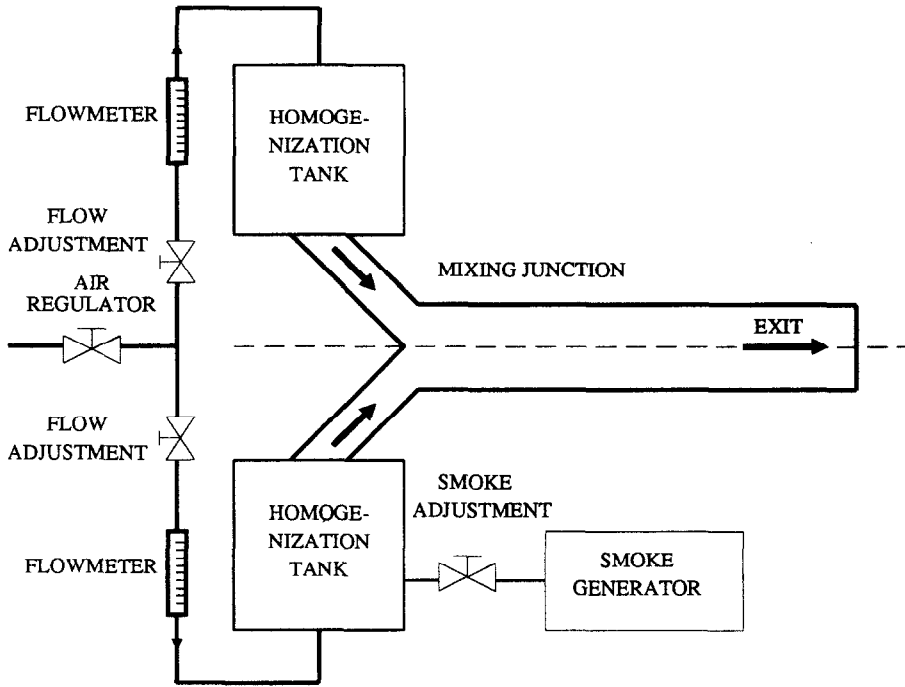 FLOWMETER
HOMOGE-
NIZATION
TANK
FLOW
ADJUSTMENT
AIR
REGULATOR
MIXING JUNCTION
EXIT
FLOW
ADJUSTMENT
FLOWMETER
HOMOGE-
NIZATION
TANK
SMOKE
ADJUSTMENT
SMOKE
GENERATOR